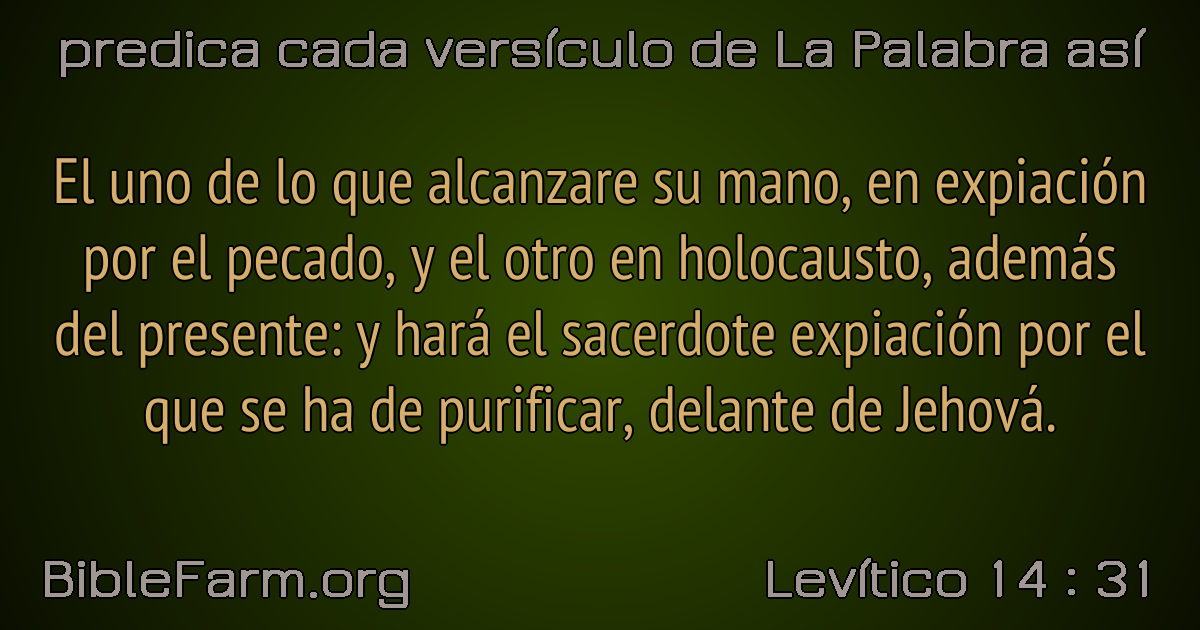 predica cada versículo de La Palabra así
El uno de lo que alcanzare su mano, en expiación
por el pecado, y el otro en holocausto, además
del presente: y hará el sacerdote expiación por el
que se ha de purificar, delante de Jehová.
BibleFarm.org
Levítico 14 : 31